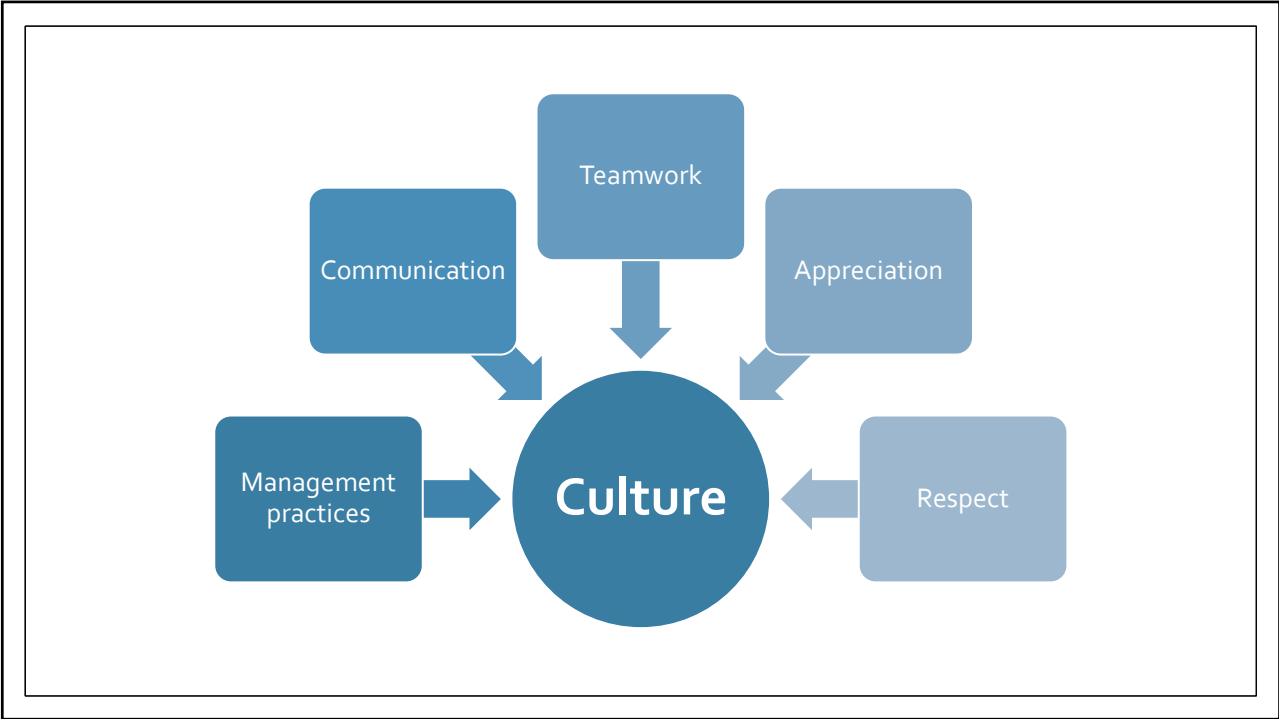 Teamwork
Communication
Appreciation
Management
practices
Culture
Respect